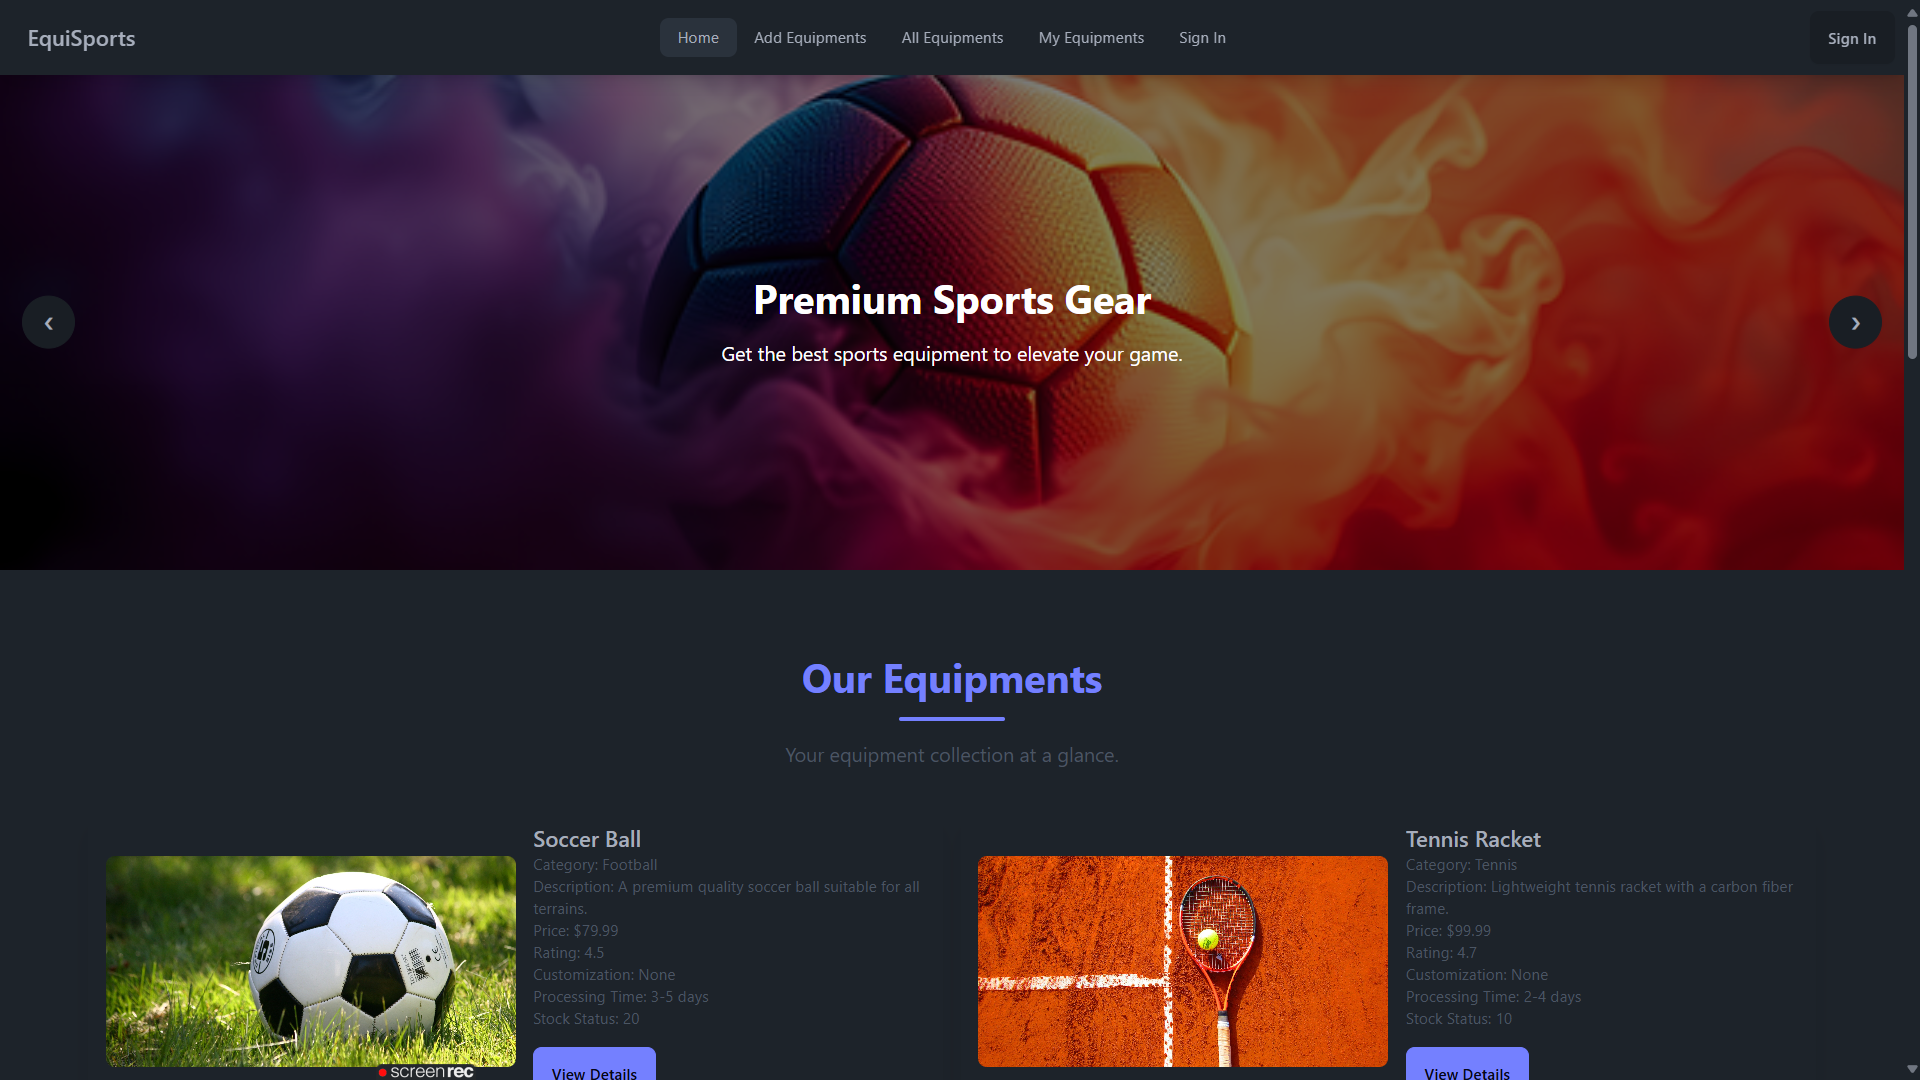 EquiSports
Home
Add Equipments
All Equipments
My Equipments
Sign In
Sign In
❮
❯
Premium Sports Gear
Get the best sports equipment to elevate your game.
Our Equipments
Your equipment collection at a glance.
Soccer Ball
Category: Football
Description: A premium quality soccer ball suitable for all
terrains.
Price: $79.99
Rating: 4.5
Customization: None
Processing Time: 3-5 days
Stock Status: 20
View Details
Tennis Racket
Category: Tennis
Description: Lightweight tennis racket with a carbon fiber
frame.
Price: $99.99
Rating: 4.7
Customization: None
Processing Time: 2-4 days
Stock Status: 10
View Details
screenrec